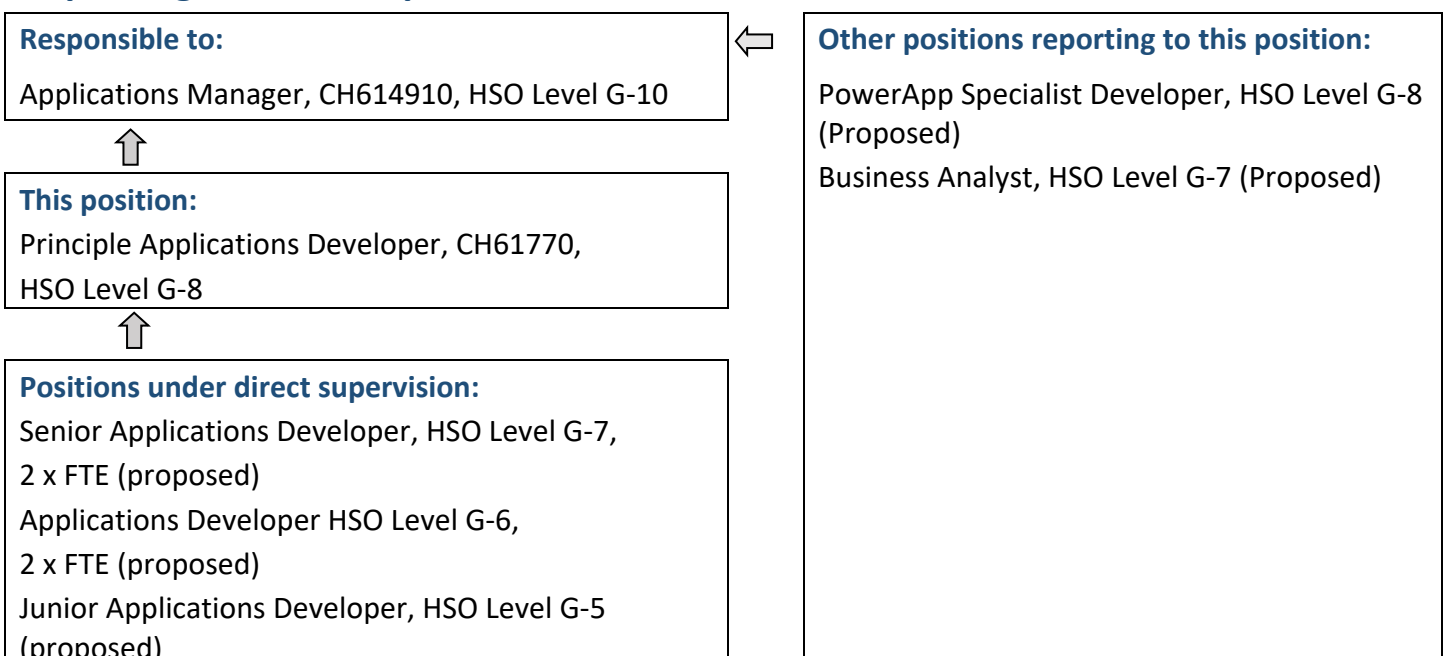 Responsible to:
Applications Manager, CH614910, HSO Level G-10
This position:
Principle Applications Developer, CH61770,
HSO Level G-8
Positions under direct supervision:
Senior Applications Developer, HSO Level G-7,
2 x FTE (proposed)
Applications Developer HSO Level G-6,
2 x FTE (proposed)
Junior Applications Developer, HSO Level G-5
(proposed)
Other positions reporting to this position:
PowerApp Specialist Developer, HSO Level G-8
(Proposed)
Business Analyst, HSO Level G-7 (Proposed)